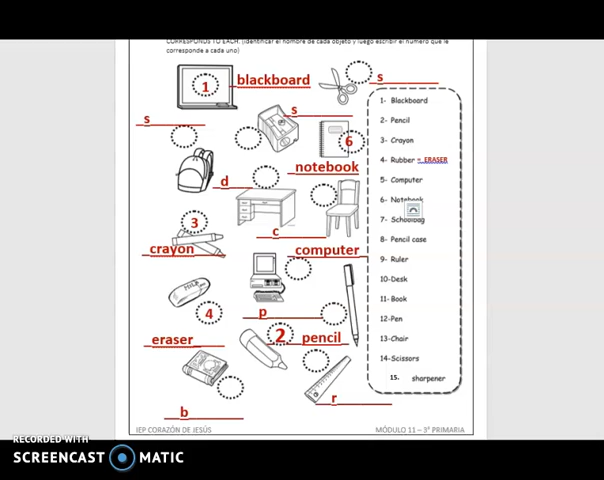 CORRESPONDS TO EACH. (Identificar el nombre de cada objeto y luego escribir el número que le
corresponde a cada uno)
1 blackboard
s
s
s
6
notebook
d
3
c
crayon
computer
4
p
eraser
2 pencil
r
b
1- Blackboard
2- Pencil
3- Crayon
4- Rubber = ERASER
5- Computer
6- Notebook
7- Schoolbag
8- Pencil case
9- Ruler
10-Desk
11- Book
12-Pen
13-Chair
14-Scissors
15. sharpener
IEP CORAZÓN DE JESÚS MÓDULO 11 – 3° PRIMARIA
RECORDED WITH
SCREENCAST MATIC